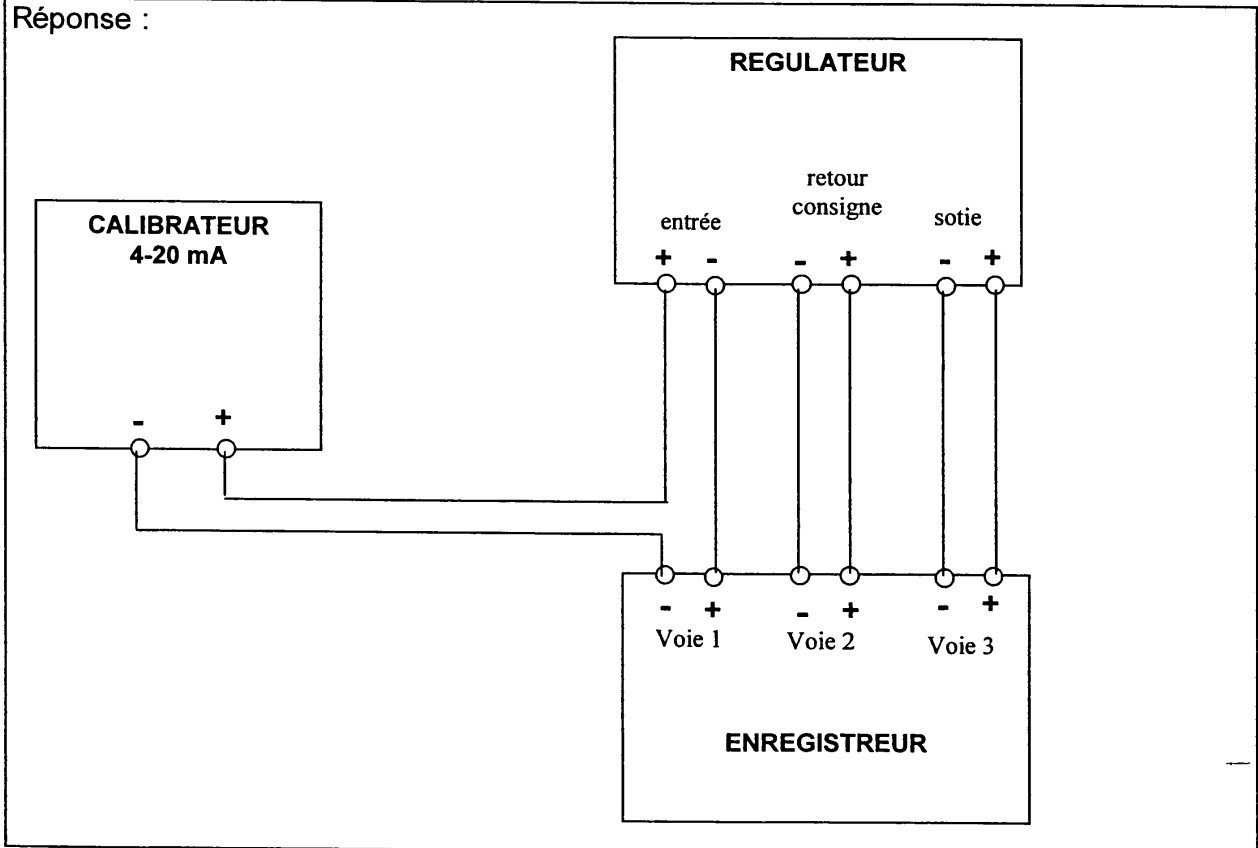 Réponse :
REGULATEUR
retour
consigne
entrée
sotie
+ - - + - +
CALIBRATEUR
4-20 mA
- +
- + - + - +
Voie 1 Voie 2 Voie 3
ENREGISTREUR